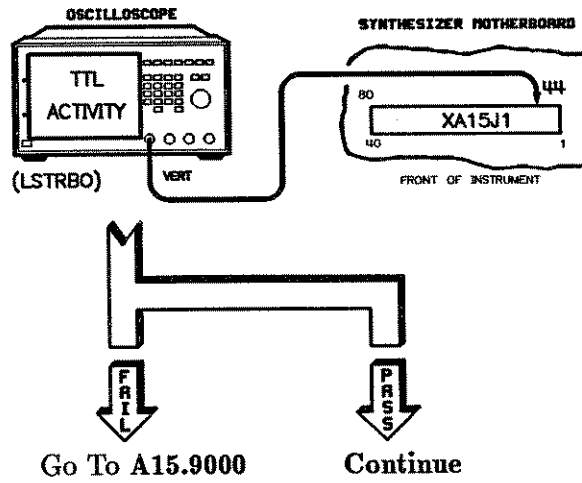 OSCILLOSCOPE
SYNTHESIZER MOTHERBOARD
TTL
ACTIVITY
44
80
XA15J1
40
1
(LSTRBO)
VERT
FRONT OF INSTRUMENT
FAIL
PASS
Go To A15.9000
Continue